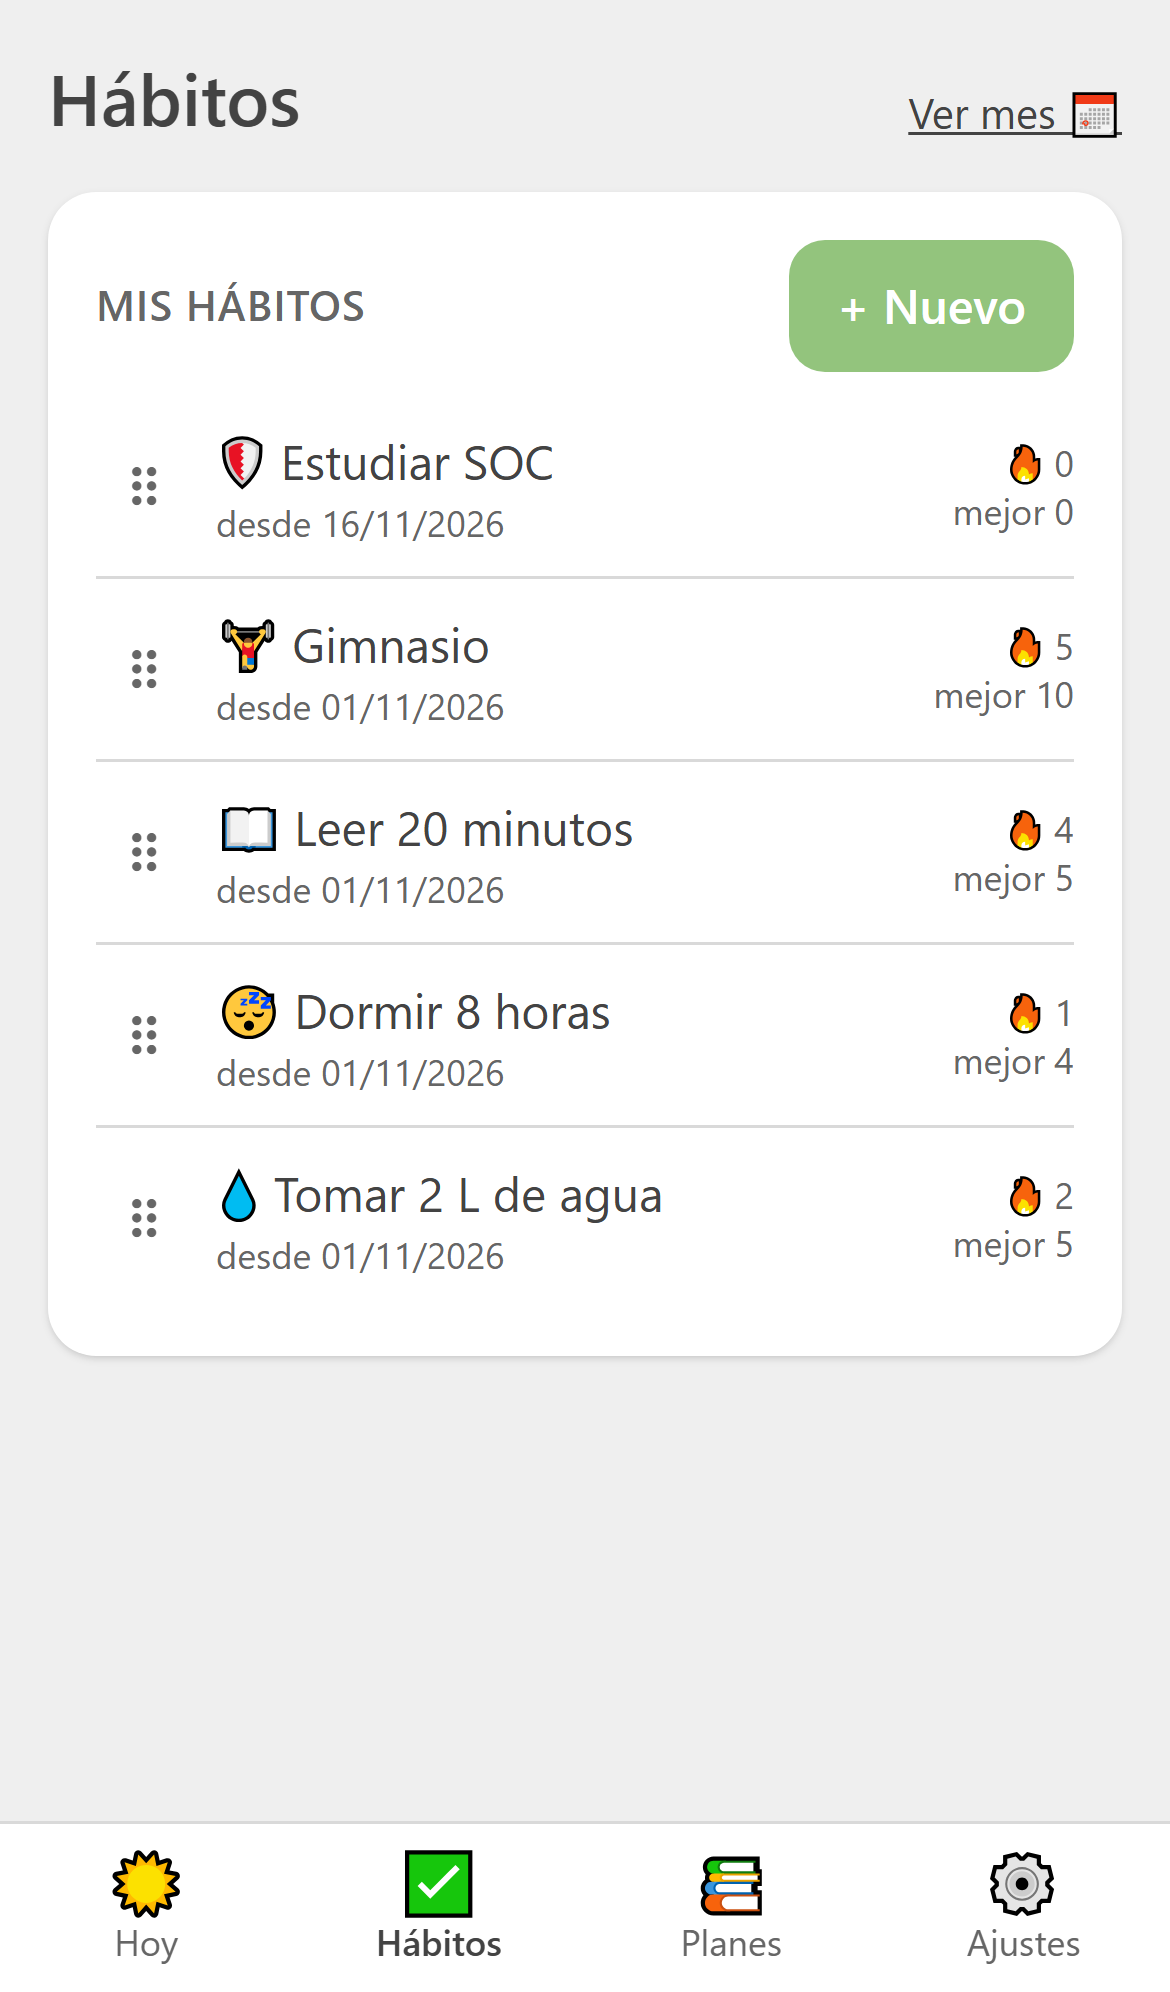 Hábitos
Ver mes
MIS HÁBITOS
+ Nuevo
Estudiar SOC
desde 16/11/2026
0
mejor 0
Gimnasio
desde 01/11/2026
5
mejor 10
Leer 20 minutos
desde 01/11/2026
4
mejor 5
Dormir 8 horas
desde 01/11/2026
1
mejor 4
Tomar 2 L de agua
desde 01/11/2026
2
mejor 5
Hoy
Hábitos
Planes
Ajustes